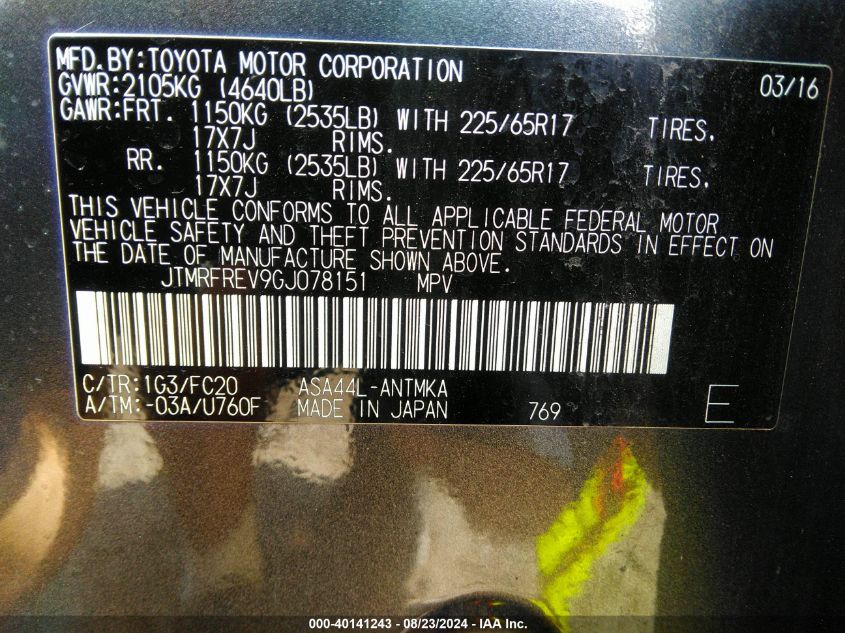 MFD.BY:TOYOTA MOTOR CORPORATION 03/16
GVWR:2105KG (4640LB)
GAWR:FRT. 1150KG (2535LB) WITH 225/65R17 TIRES.
17X7J RIMS.
RR. 1150KG (2535LB) WITH 225/65R17 TIRES.
17X7J RIMS.
THIS VEHICLE CONFORMS TO ALL APPLICABLE FEDERAL MOTOR
VEHICLE SAFETY AND THEFT PREVENTION STANDARDS IN EFFECT ON
THE DATE OF MANUFACTURE SHOWN ABOVE.
JTMRFREV9GJ078151 MPV
C/TR:1G3/FC20 ASA44L-ANTMKA
A/TM:-03A/U760F MADE IN JAPAN 769 E
000-40141243 - 08/23/2024 - IAA Inc.